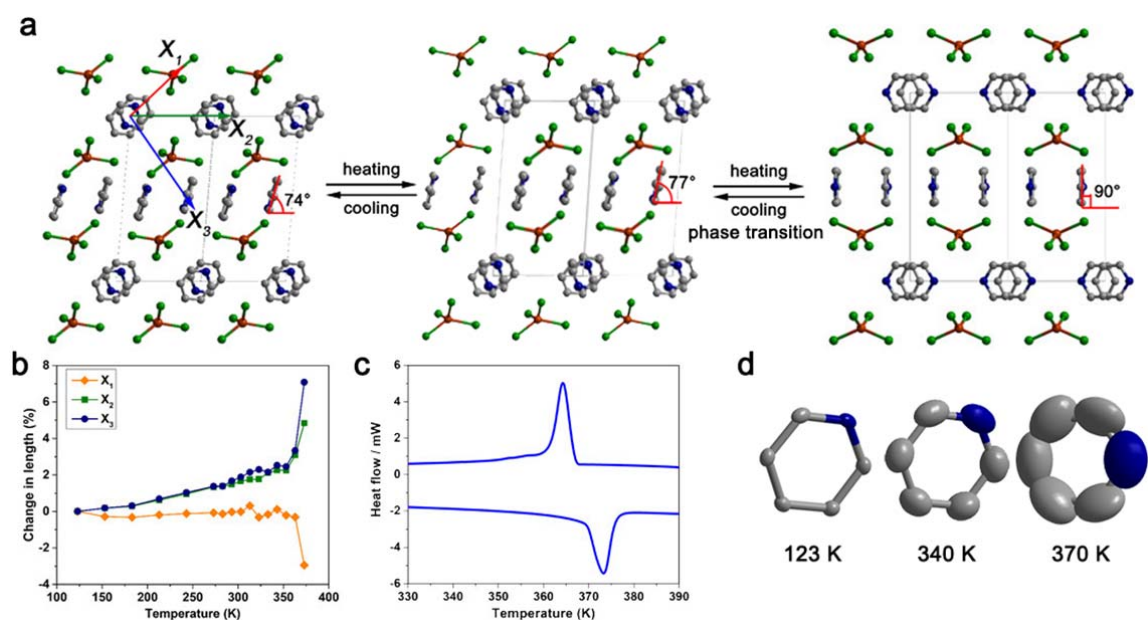 a
X1
X2
X3
74°
heating
cooling
77°
heating
cooling
phase transition
90°
b
Change in length (%)
8
6
4
2
0
-2
-4
X1
X2
X3
100 150 200 250 300 350 400
Temperature (K)
c
Heat flow / mW
6
4
2
0
-2
-4
-6
330 340 350 360 370 380 390
Temperature (K)
d
123 K
340 K
370 K